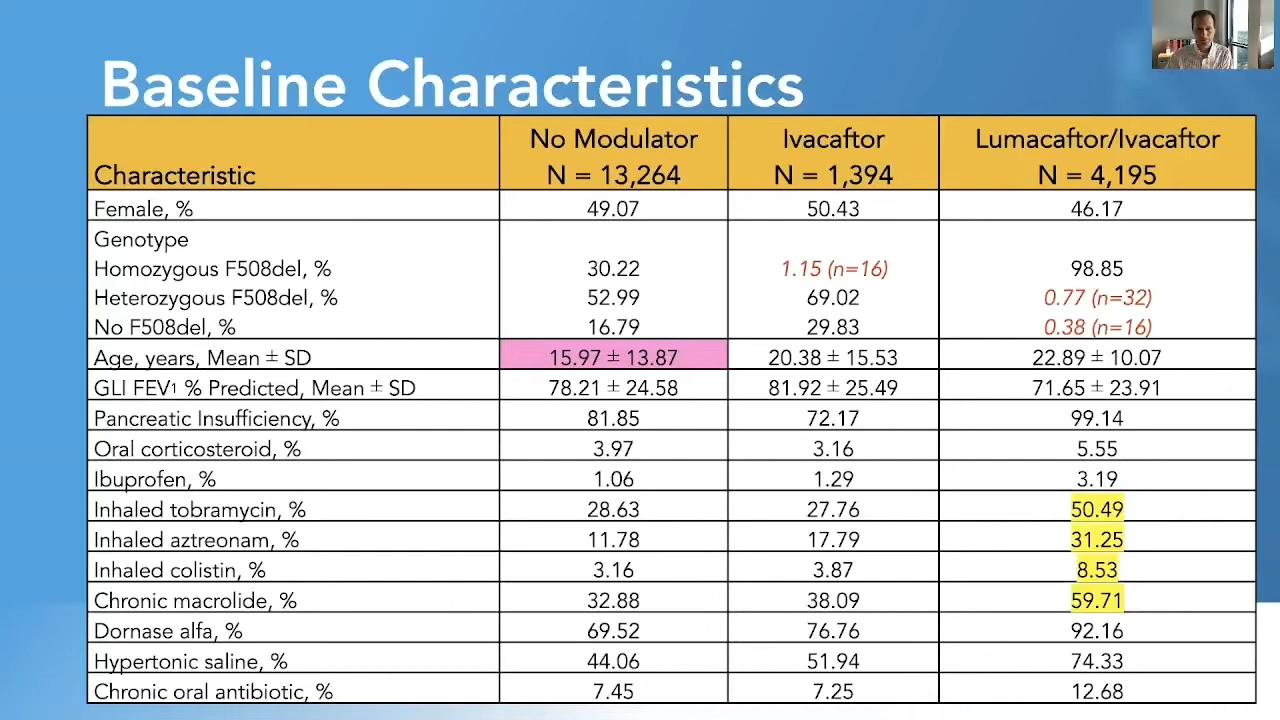 Baseline Characteristics
No Modulator Ivacaftor Lumacaftor/Ivacaftor
Characteristic N = 13,264 N = 1,394 N = 4,195
Female, % 49.07 50.43 46.17
Genotype
Homozygous F508del, % 30.22 1.15 (n=16) 98.85
Heterozygous F508del, % 52.99 69.02 0.77 (n=32)
No F508del, % 16.79 29.83 0.38 (n=16)
Age, years, Mean ± SD 15.97 ± 13.87 20.38 ± 15.53 22.89 ± 10.07
GLI FEV1 % Predicted, Mean ± SD 78.21 ± 24.58 81.92 ± 25.49 71.65 ± 23.91
Pancreatic Insufficiency, % 81.85 72.17 99.14
Oral corticosteroid, % 3.97 3.16 5.55
Ibuprofen, % 1.06 1.29 3.19
Inhaled tobramycin, % 28.63 27.76 50.49
Inhaled aztreonam, % 11.78 17.79 31.25
Inhaled colistin, % 3.16 3.87 8.53
Chronic macrolide, % 32.88 38.09 59.71
Dornase alfa, % 69.52 76.76 92.16
Hypertonic saline, % 44.06 51.94 74.33
Chronic oral antibiotic, % 7.45 7.25 12.68